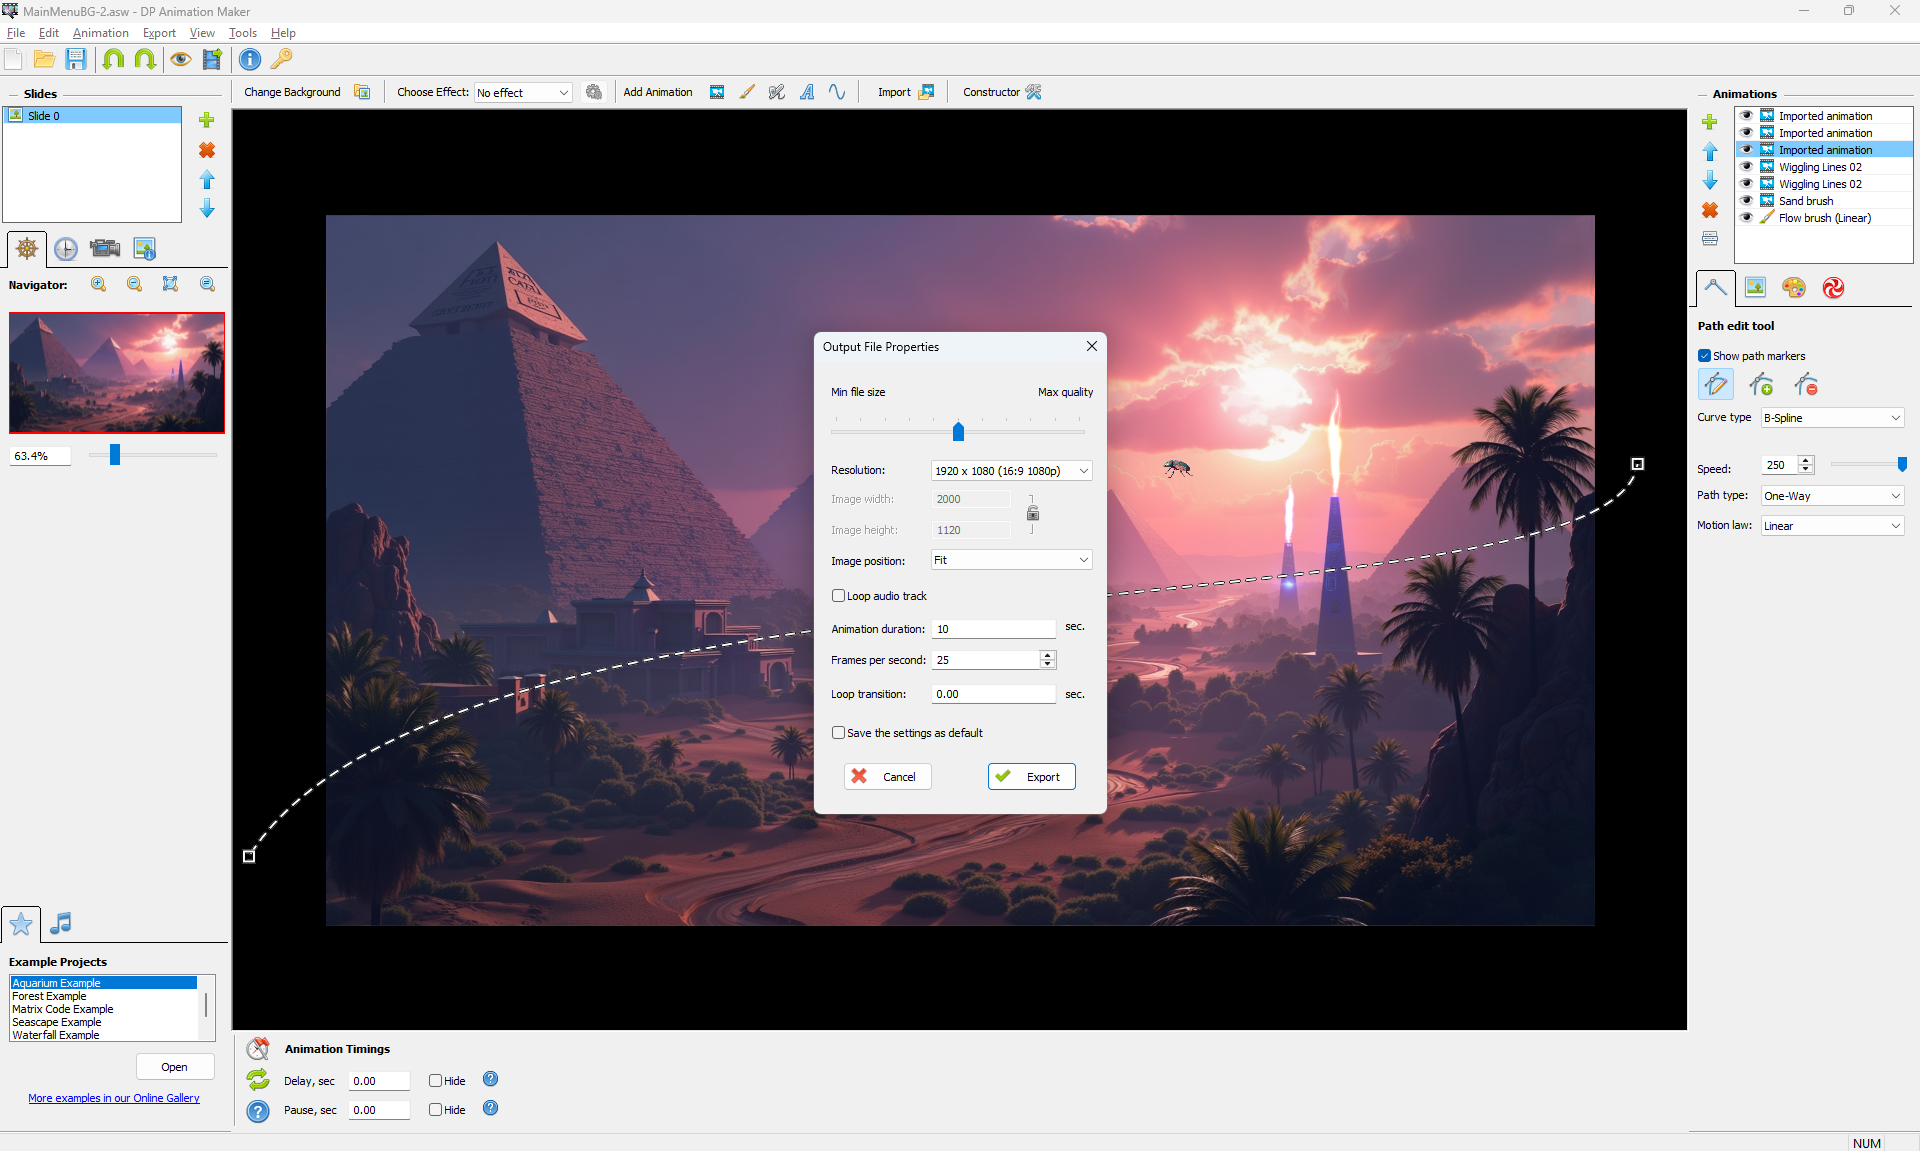 MainMenuBG-2.asw - DP Animation Maker
File Edit Animation Export View Tools Help
Slides
Slide 0
Change Background
Choose Effect: No effect
Add Animation
Import
Constructor
Animations
Imported animation
Imported animation
Imported animation
Wiggling Lines 02
Wiggling Lines 02
Sand brush
Flow brush (Linear)
Navigator:
63.4%
Path edit tool
Show path markers
Curve type B-Spline
Speed: 250
Path type: One-Way
Motion law: Linear
Output File Properties
Min file size Max quality
Resolution: 1920 x 1080 (16:9 1080p)
Image width: 2000
Image height: 1120
Image position: Fit
Loop audio track
Animation duration: 10 sec.
Frames per second: 25
Loop transition: 0.00 sec.
Save the settings as default
Cancel Export
Example Projects
Aquarium Example
Forest Example
Matrix Code Example
Seascape Example
Waterfall Example
Open
More examples in our Online Gallery
Animation Timings
Delay, sec 0.00 Hide
Pause, sec 0.00 Hide
NUM